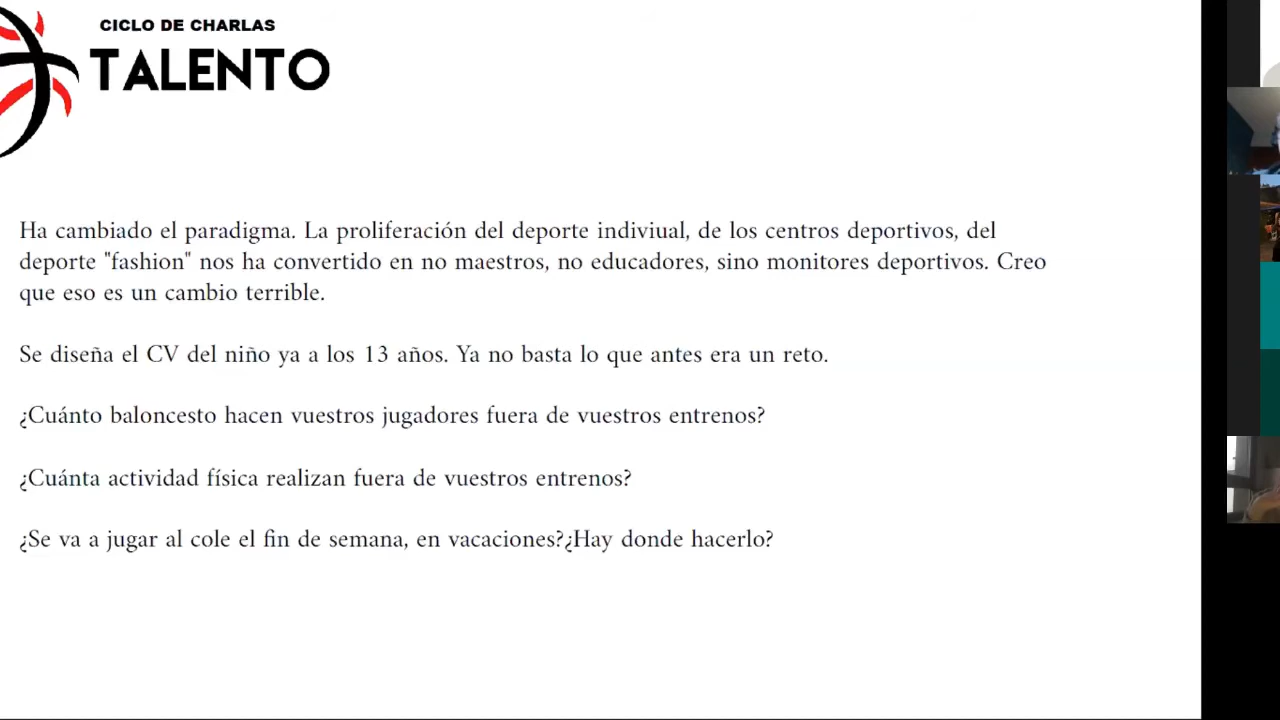 CICLO DE CHARLAS
TALENTO
Ha cambiado el paradigma. La proliferación del deporte indiviual, de los centros deportivos, del
deporte "fashion" nos ha convertido en no maestros, no educadores, sino monitores deportivos. Creo
que eso es un cambio terrible.
Se diseña el CV del niño ya a los 13 años. Ya no basta lo que antes era un reto.
¿Cuánto baloncesto hacen vuestros jugadores fuera de vuestros entrenos?
¿Cuánta actividad física realizan fuera de vuestros entrenos?
¿Se va a jugar al cole el fin de semana, en vacaciones?¿Hay donde hacerlo?